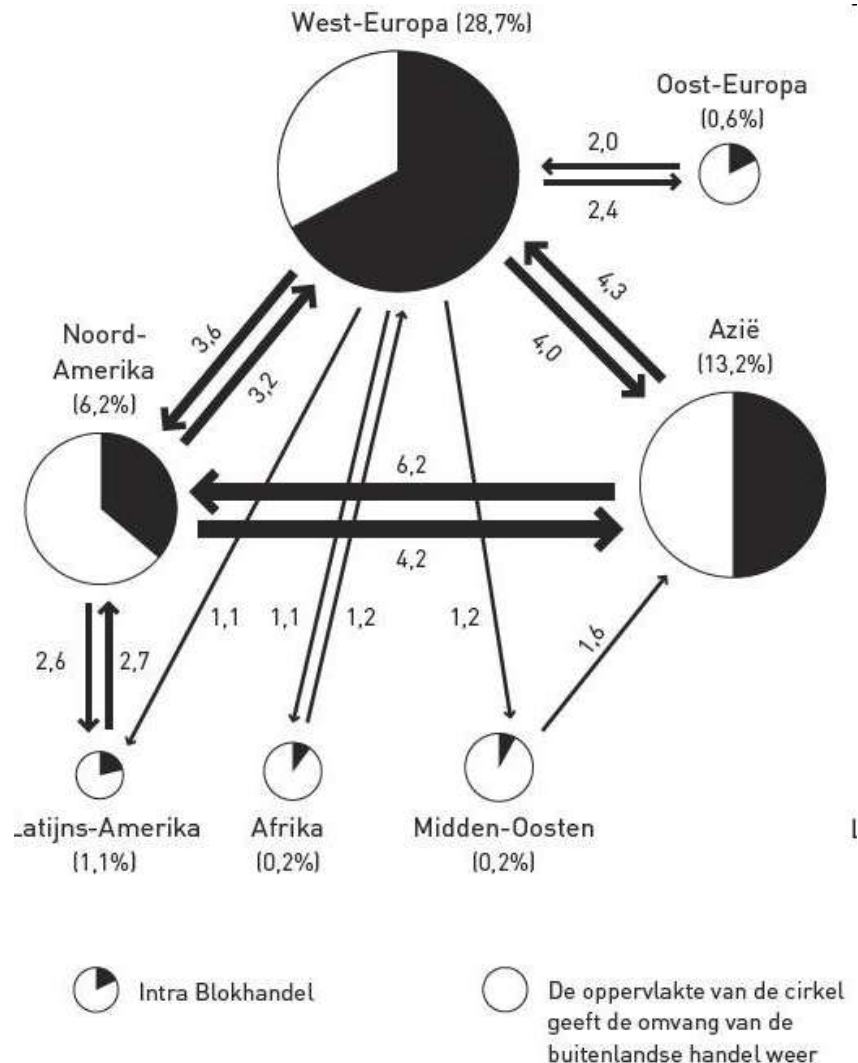 West-Europa (28,7%)
Oost-Europa
(0,6%)
2,0
2,4
4,3
4,0
Azië
(13,2%)
Noord-
Amerika
(6,2%)
3,6
3,2
6,2
4,2
2,6
2,7
1,1
1,1
1,2
1,2
1,6
Latijns-Amerika
(1,1%)
Afrika
(0,2%)
Midden-Oosten
(0,2%)
Intra Blokhandel
De oppervlakte van de cirkel
geeft de omvang van de
buitenlandse handel weer